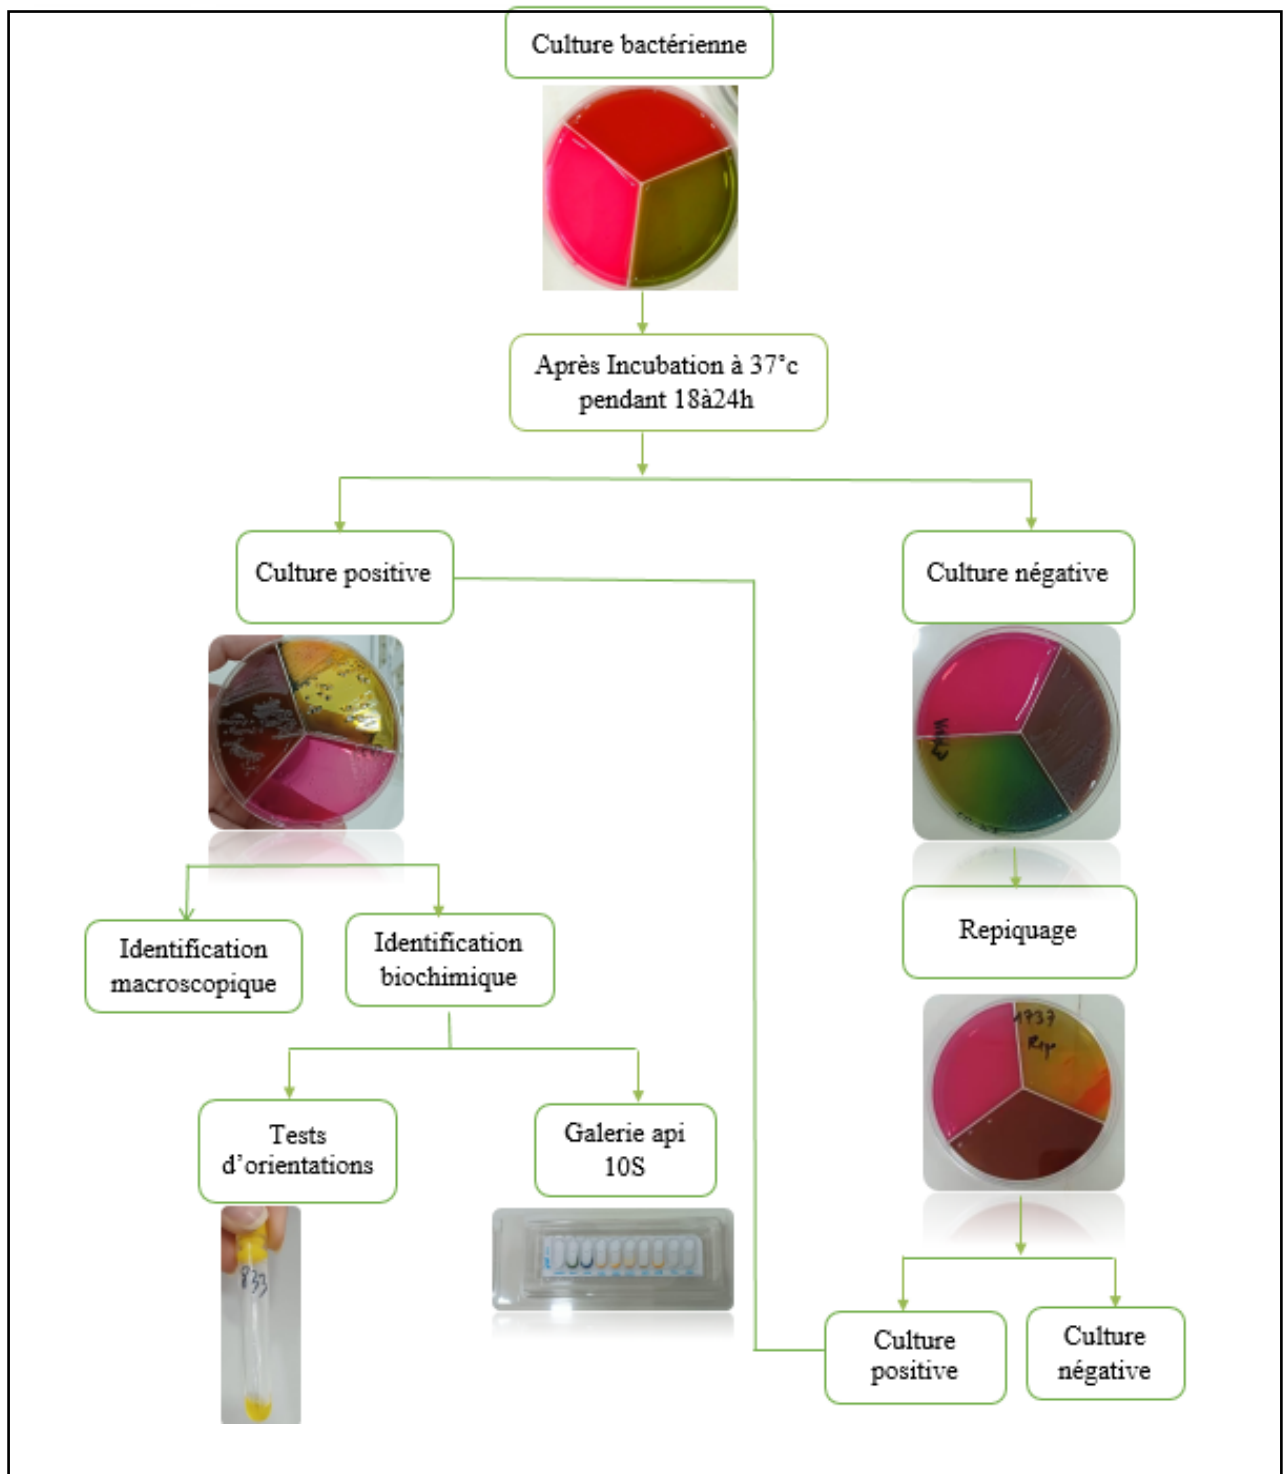 Culture bactérienne
Après Incubation à 37°c
pendant 18à24h
Culture positive
Culture négative
Identification
macroscopique
Identification
biochimique
Repiquage
1737
Rep
Tests
d’orientations
Galerie api
10S
833
Culture
positive
Culture
négative